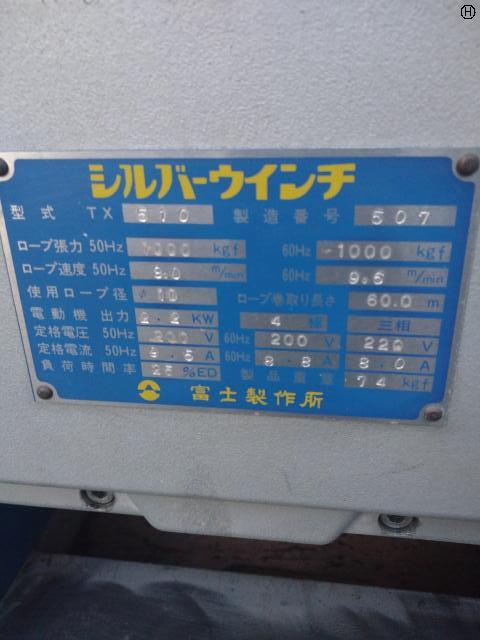 シルバーウインチ
型式 TX 510 製造番号 507
ロープ張力 50Hz 1000 kgf 60Hz 1000 kgf
ロープ速度 50Hz m/min 60Hz 9.6 m/min
使用ロープ径 φ 10 ロープ巻取り長さ 60.0 m
電動機出力 2.2 KW 4 極 三相
定格電圧 50Hz 200 V 60Hz 200 V 220 V
定格電流 50Hz A 60Hz 8.8 A 8.0 A
負荷時間率 25 %ED 製品重量 74 kgf
富士製作所